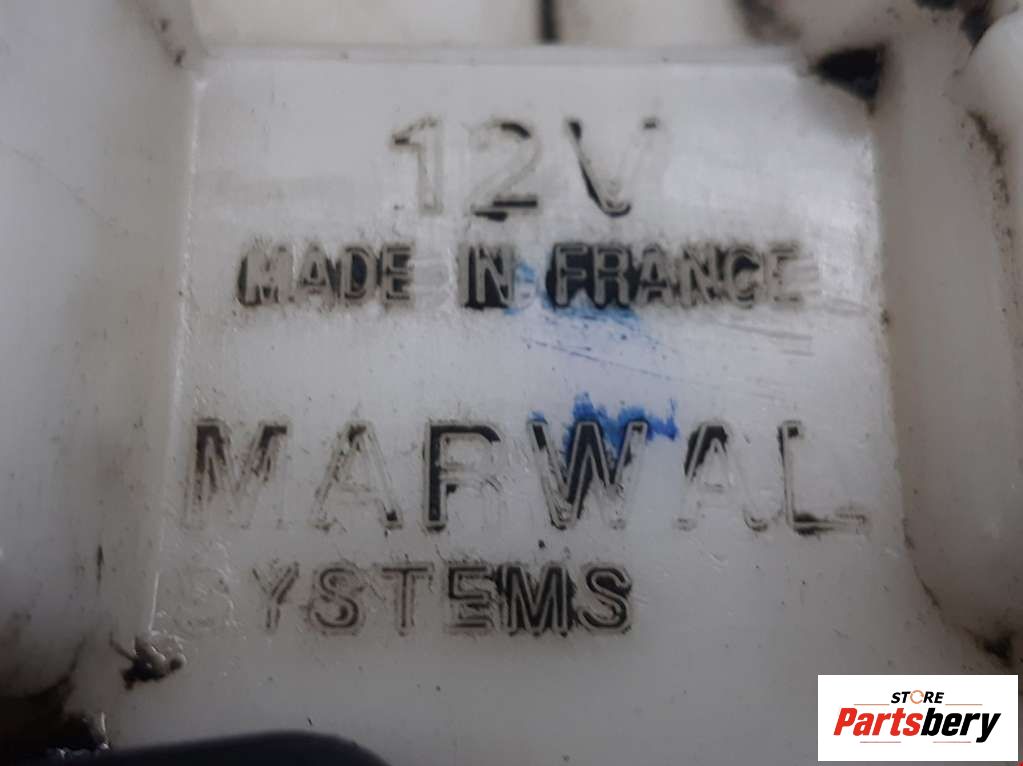 12V
MADE IN FRANCE
MARWAL
SYSTEMS
STORE
Partsbery